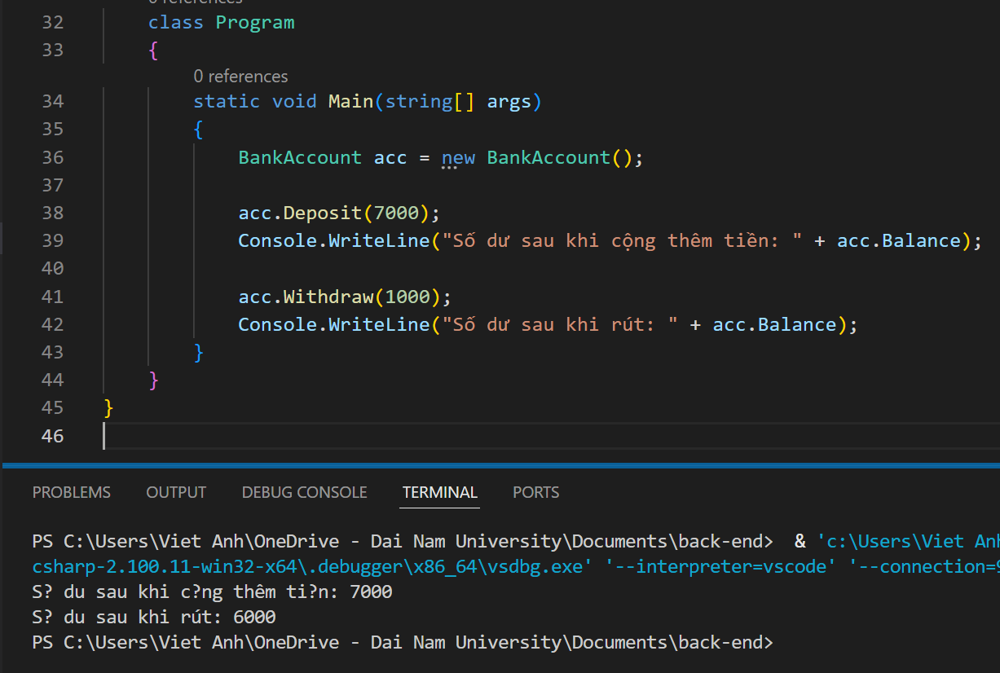 0 references
32 class Program
33 {
0 references
34 static void Main(string[] args)
35 {
36 BankAccount acc = new BankAccount();
37
38 acc.Deposit(7000);
39 Console.WriteLine("Số dư sau khi cộng thêm tiền: " + acc.Balance);
40
41 acc.Withdraw(1000);
42 Console.WriteLine("Số dư sau khi rút: " + acc.Balance);
43 }
44 }
45 }
46
PROBLEMS OUTPUT DEBUG CONSOLE TERMINAL PORTS
PS C:\Users\Viet Anh\OneDrive - Dai Nam University\Documents\back-end> & 'c:\Users\Viet Anh
csharp-2.100.11-win32-x64\.debugger\x86_64\vsdbg.exe' '--interpreter=vscode' '--connection=9
S? du sau khi c?ng thêm ti?n: 7000
S? du sau khi rút: 6000
PS C:\Users\Viet Anh\OneDrive - Dai Nam University\Documents\back-end>